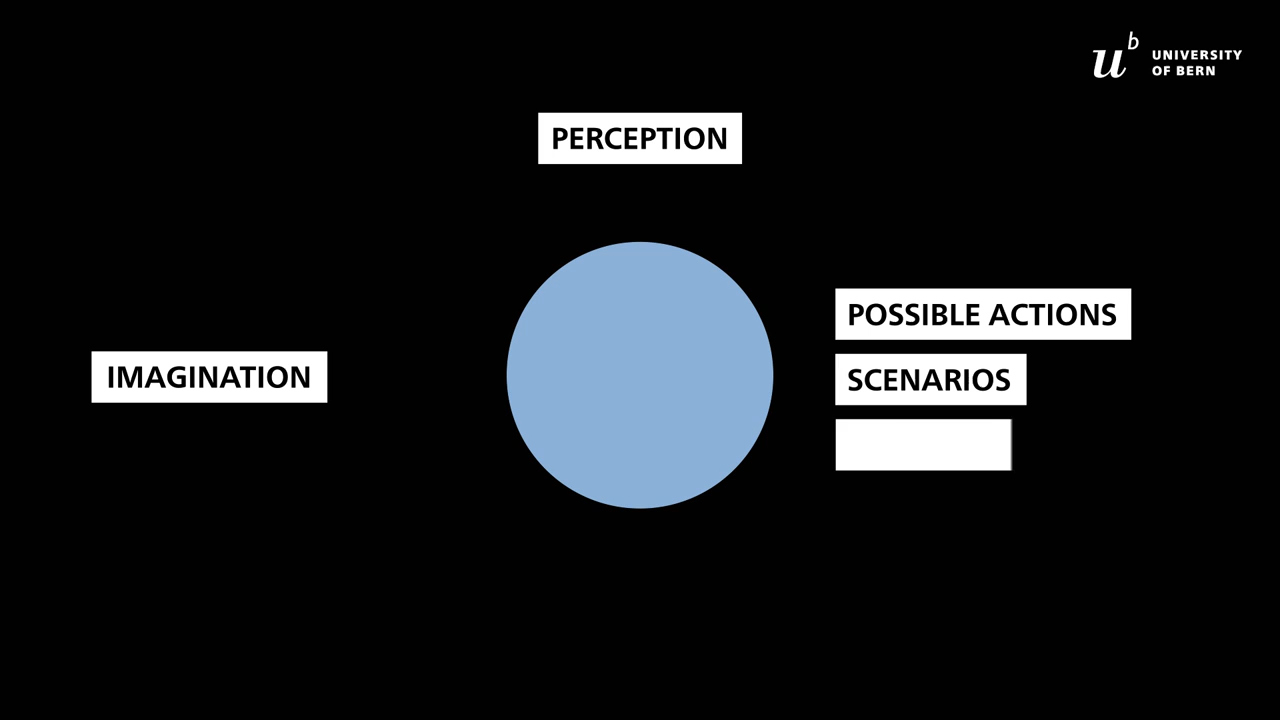 u^b
UNIVERSITY
OF BERN
PERCEPTION
POSSIBLE ACTIONS
IMAGINATION
SCENARIOS